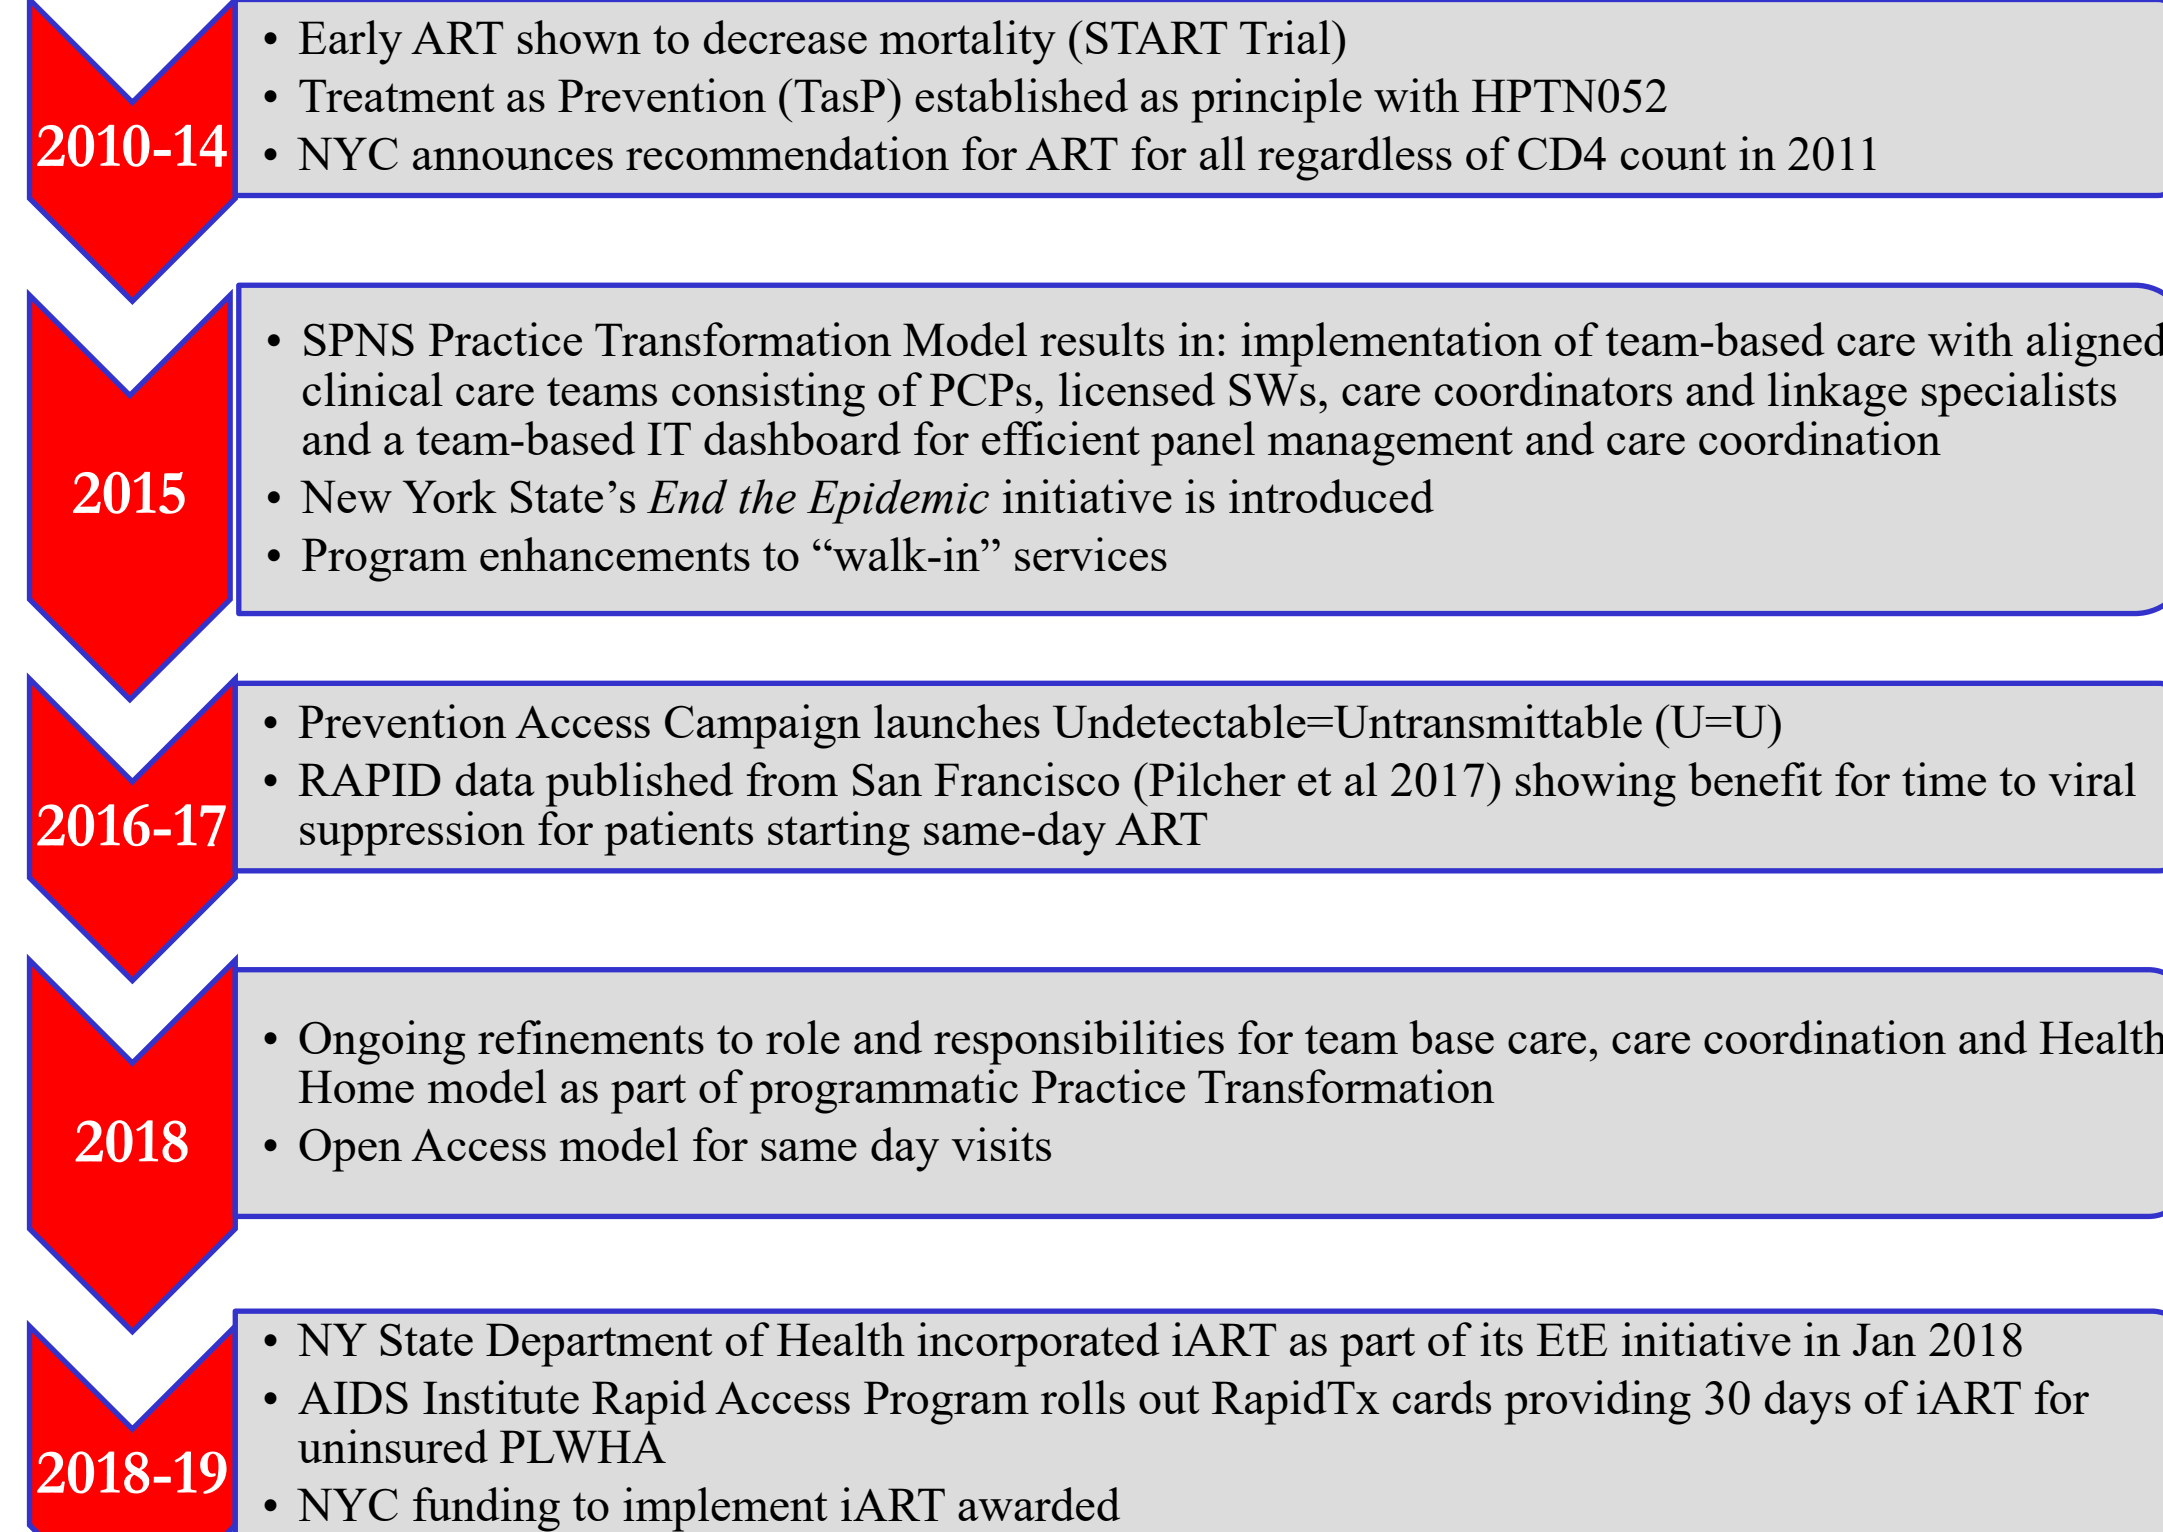 2010-14
• Early ART shown to decrease mortality (START Trial)
• Treatment as Prevention (TasP) established as principle with HPTN052
• NYC announces recommendation for ART for all regardless of CD4 count in 2011
2015
• SPNS Practice Transformation Model results in: implementation of team-based care with aligned
clinical care teams consisting of PCPs, licensed SWs, care coordinators and linkage specialists
and a team-based IT dashboard for efficient panel management and care coordination
• New York State’s End the Epidemic initiative is introduced
• Program enhancements to “walk-in” services
2016-17
• Prevention Access Campaign launches Undetectable=Untransmittable (U=U)
• RAPID data published from San Francisco (Pilcher et al 2017) showing benefit for time to viral
suppression for patients starting same-day ART
2018
• Ongoing refinements to role and responsibilities for team base care, care coordination and Health
Home model as part of programmatic Practice Transformation
• Open Access model for same day visits
2018-19
• NY State Department of Health incorporated iART as part of its EtE initiative in Jan 2018
• AIDS Institute Rapid Access Program rolls out RapidTx cards providing 30 days of iART for
uninsured PLWHA
• NYC funding to implement iART awarded